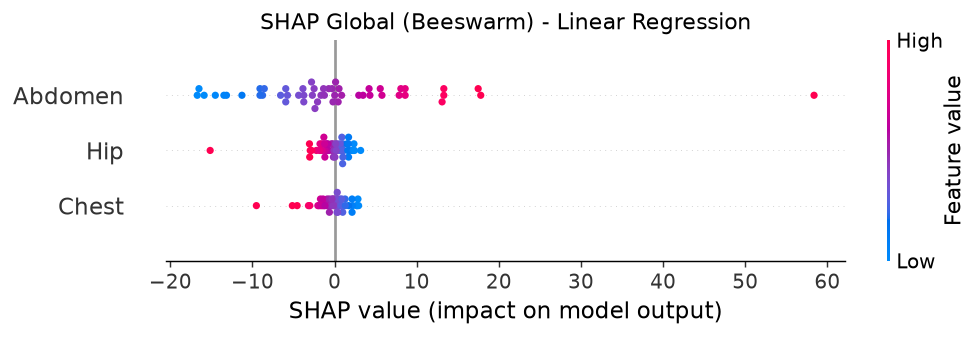 SHAP Global (Beeswarm) - Linear Regression
High
Abdomen
Hip
Chest
Feature value
Low
−20 −10 0 10 20 30 40 50 60
SHAP value (impact on model output)